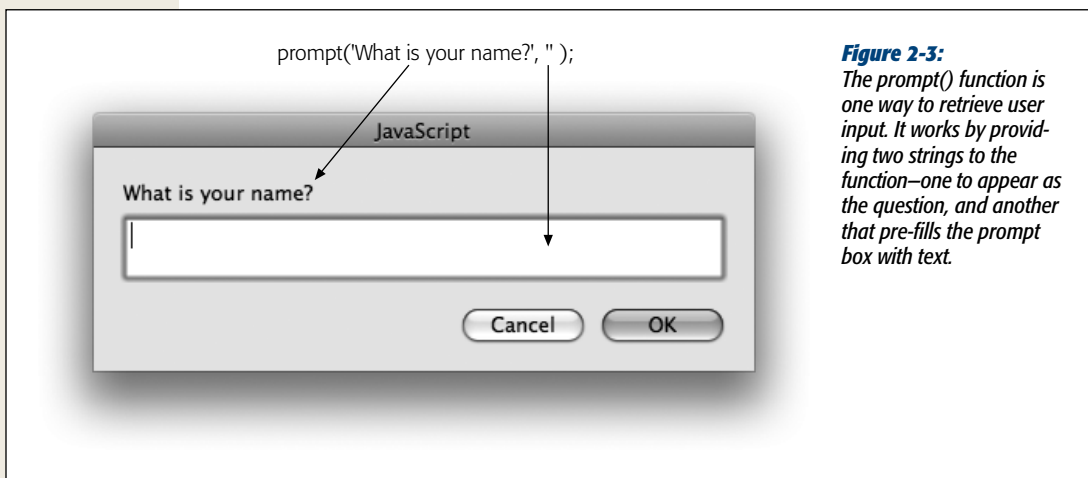 prompt('What is your name?', '' );
JavaScript
What is your name?
Cancel
OK
Figure 2-3:
The prompt() function is
one way to retrieve user
input. It works by provid-
ing two strings to the
function—one to appear as
the question, and another
that pre-fills the prompt
box with text.